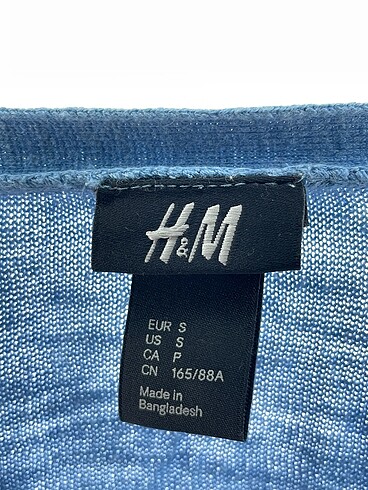 H&M
EUR S
US S
CA P
CN 165/88A
Made in
Bangladesh